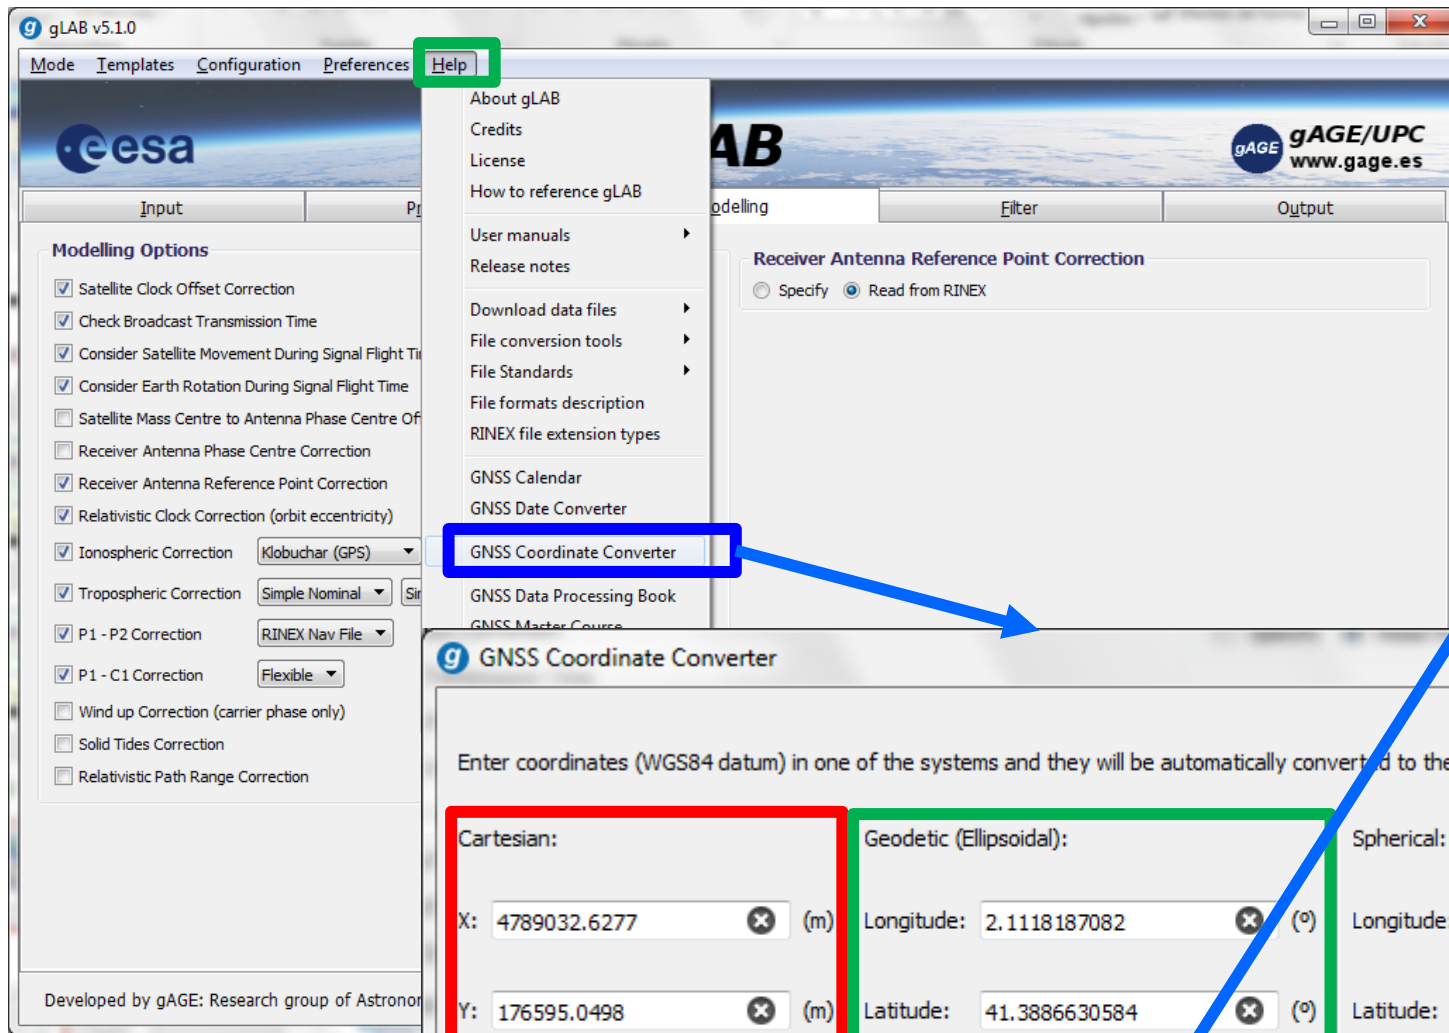 gLAB v5.1.0
Mode Templates Configuration Preferences Help
esa
AB
gAGE
gAGE/UPC
www.gage.es
Input
delling
Filter
Output
About gLAB
Credits
License
How to reference gLAB
User manuals
Release notes
Download data files
File conversion tools
File Standards
File formats description
RINEX file extension types
GNSS Calendar
GNSS Date Converter
GNSS Coordinate Converter
GNSS Data Processing Book
GNSS Master Course
Modelling Options
Satellite Clock Offset Correction
Check Broadcast Transmission Time
Consider Satellite Movement During Signal Flight
Consider Earth Rotation During Signal Flight Time
Satellite Mass Centre to Antenna Phase Centre
Receiver Antenna Phase Centre Correction
Receiver Antenna Reference Point Correction
Relativistic Clock Correction (orbit eccentricity)
Ionospheric Correction Klobuchar (GPS)
Tropospheric Correction Simple Nominal
P1 - P2 Correction RINEX Nav File
P1 - C1 Correction Flexible
Wind up Correction (carrier phase only)
Solid Tides Correction
Relativistic Path Range Correction
Receiver Antenna Reference Point Correction
Specify Read from RINEX
Developed by gAGE: Research group of
GNSS Coordinate Converter
Enter coordinates (WGS84 datum) in one of the systems and they will be automatically converted to the
Cartesian: Geodetic (Ellipsoidal): Spherical:
X: 4789032.6277 (m) Longitude: 2.1118187082 (º) Longitude:
Y: 176595.0498 (m) Latitude: 41.3886630584 (º) Latitude: